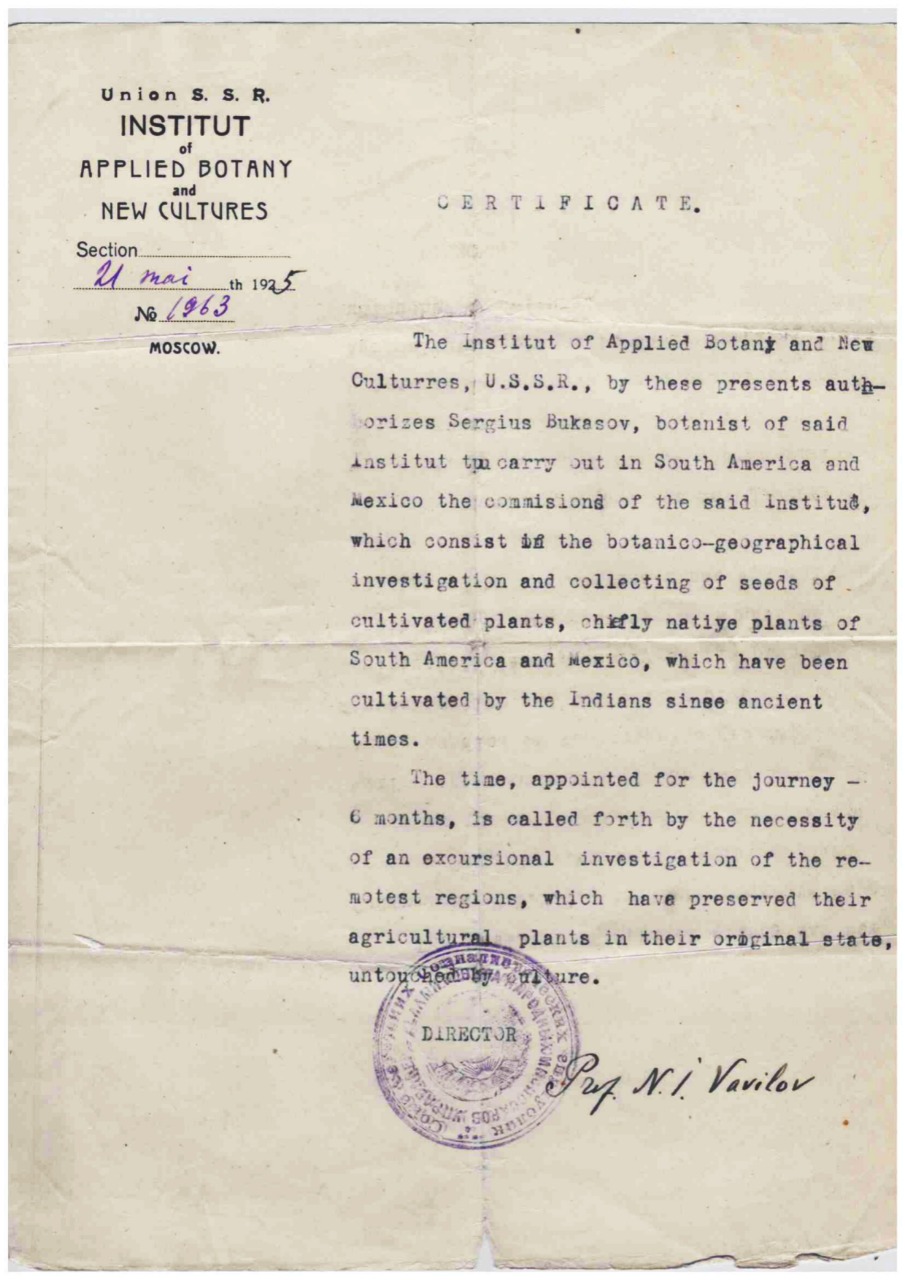 Union S. S. R.
INSTITUT
of
APPLIED BOTANY
and
NEW CULTURES
Section
21 mai th 1925
№ 1963
MOSCOW.
CERTIFICATE.
The Institut of Applied Botany and New
Culturres, U.S.S.R., by these presents auth-
orizes Sergius Bukasov, botanist of said
Institut to carry out in South America and
Mexico the commisions of the said Institut,
which consist in the botanico-geographical
investigation and collecting of seeds of
cultivated plants, chiefly native plants of
South America and Mexico, which have been
cultivated by the Indians sinse ancient
times.
The time, appointed for the journey -
6 months, is called forth by the necessity
of an excursional investigation of the re-
motest regions, which have preserved their
agricultural plants in their original state,
untouched by culture.
DIRECTOR
Prof. N. I. Vavilov